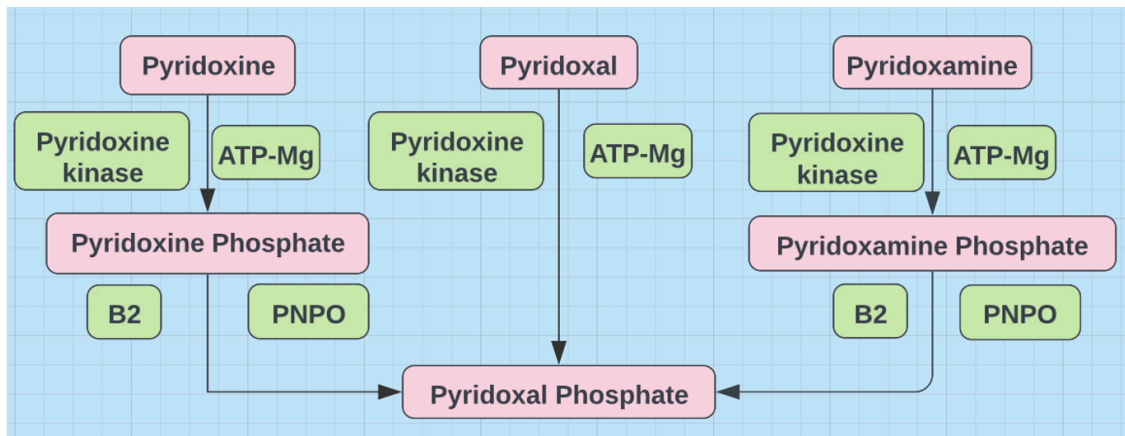 Pyridoxine
Pyridoxal
Pyridoxamine
Pyridoxine
kinase
ATP-Mg
Pyridoxine
kinase
ATP-Mg
Pyridoxine
kinase
ATP-Mg
Pyridoxine Phosphate
Pyridoxamine Phosphate
B2
PNPO
B2
PNPO
Pyridoxal Phosphate